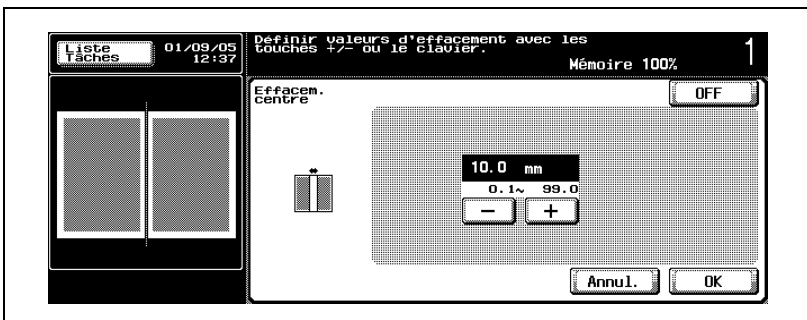 Liste
Tâches
01/09/05
12:37
Définir valeurs d'effacement avec les
touches +/- ou le clavier.
Mémoire 100%
1
Effacem.
centre
OFF
10.0 mm
0.1~ 99.0
− +
Annul. OK